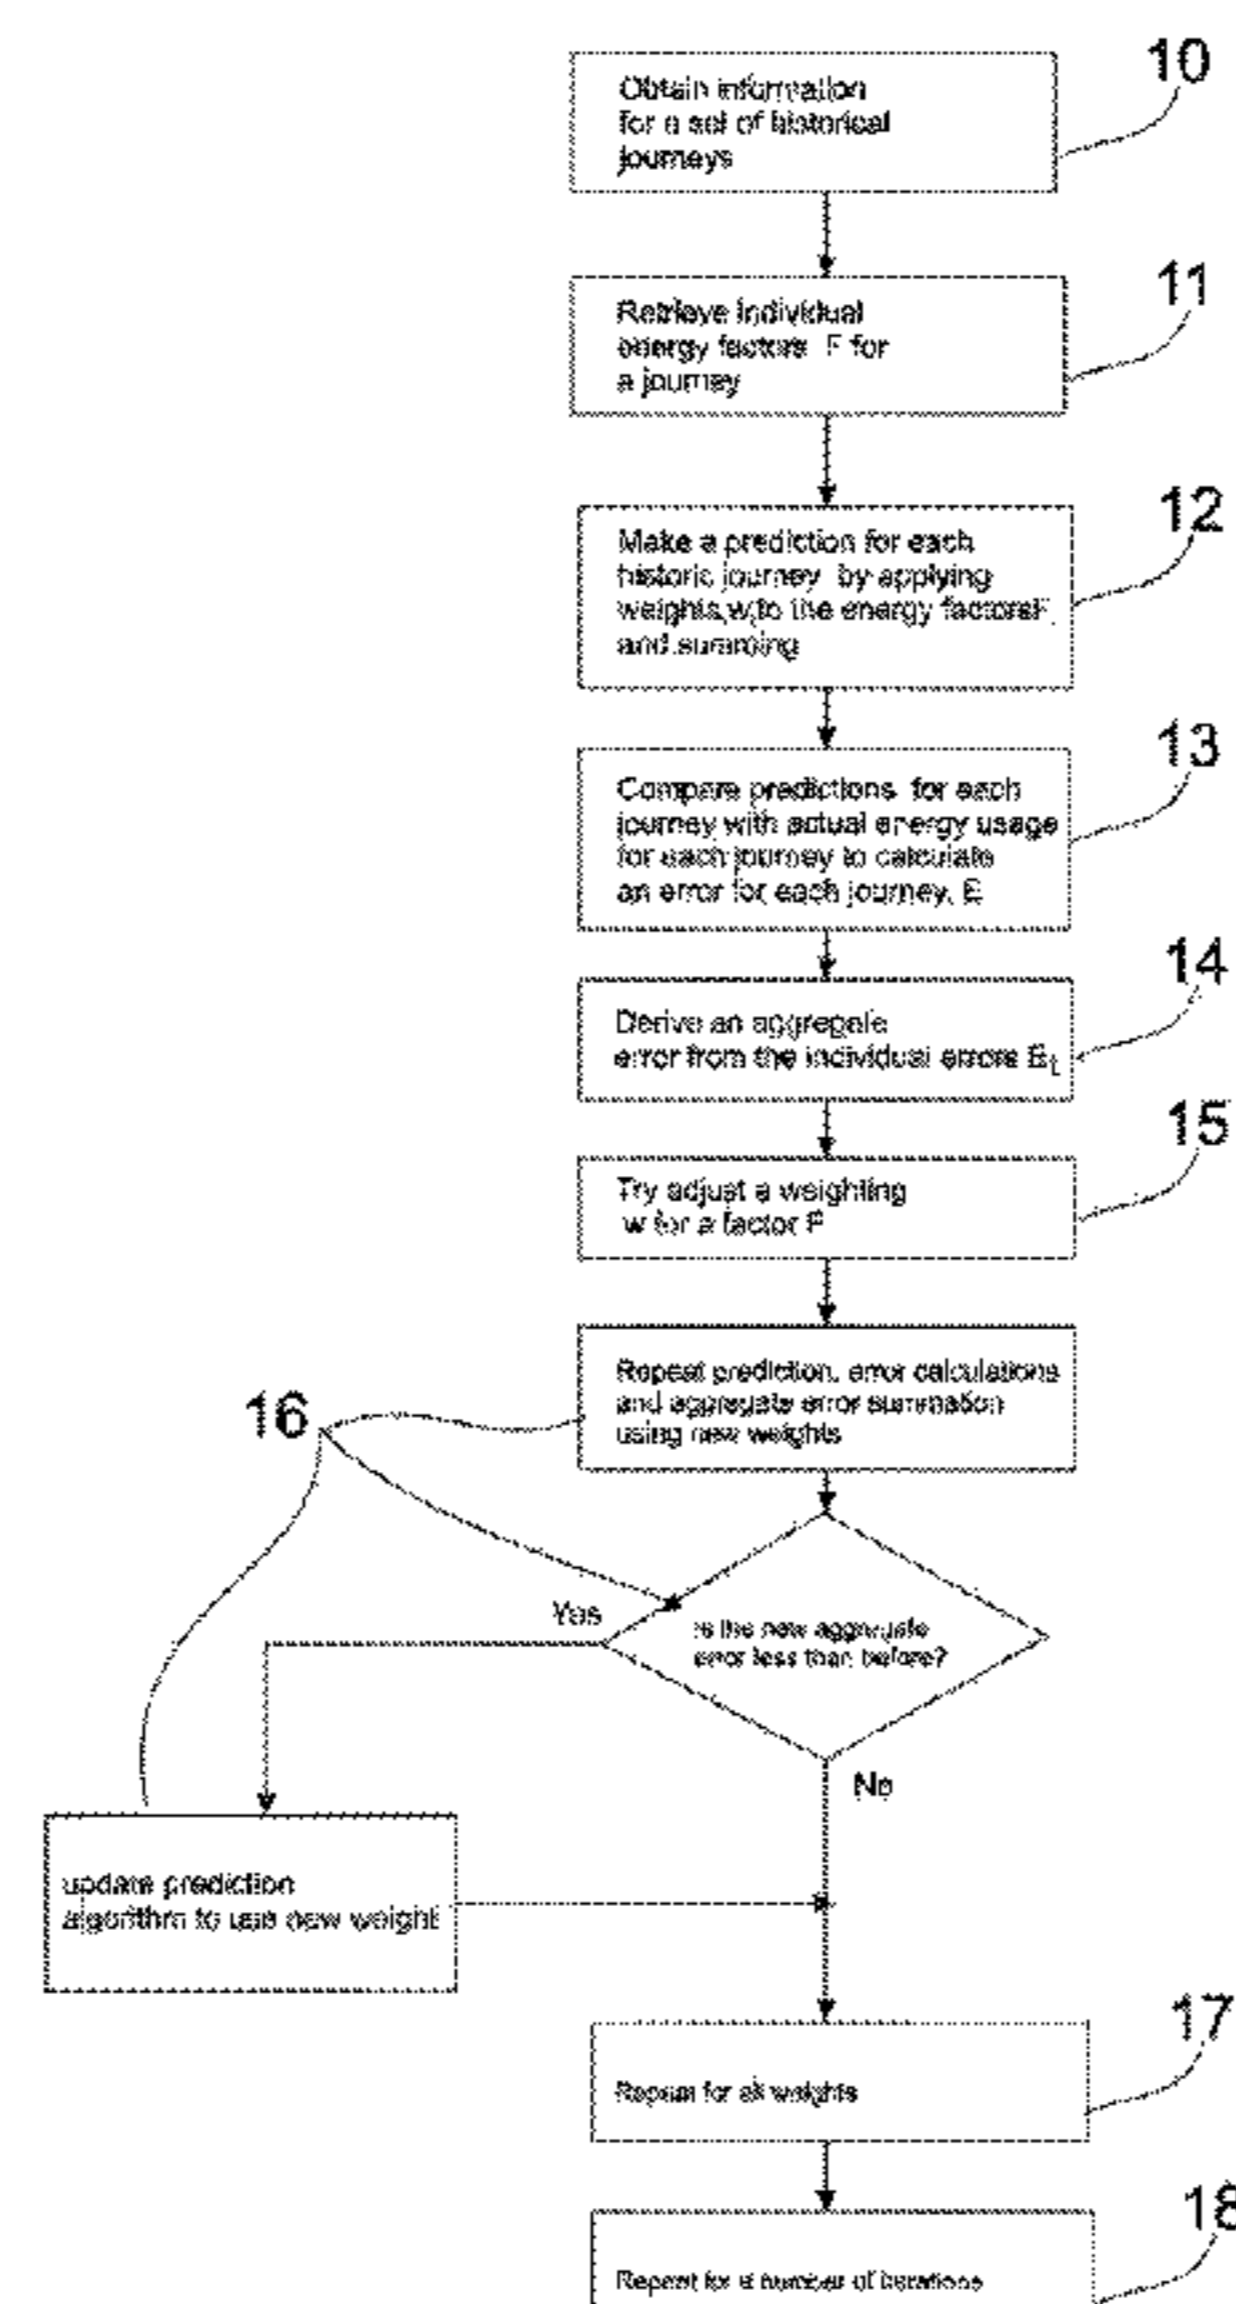 10
Obtain information
for a set of historical
journeys
11
Retrieve individual
energy factors F for
a journey
12
Make a prediction for each
historic journey by applying
weights,w,to the energy factorsF,
and summing
13
Compare predictions for each
journey with actual energy usage
for each journey to calculate
an error for each journey, E
14
Derive an aggregate
error from the individual errors Et
15
Try adjust a weighting
w for a factor F
16
Repeat prediction, error calculations
and aggregate error summation
using new weights
Yes
Is the new aggregate
error less than before?
No
update prediction
algorithm to use new weight
17
Repeat for all weights
18
Repeat for a number of iterations